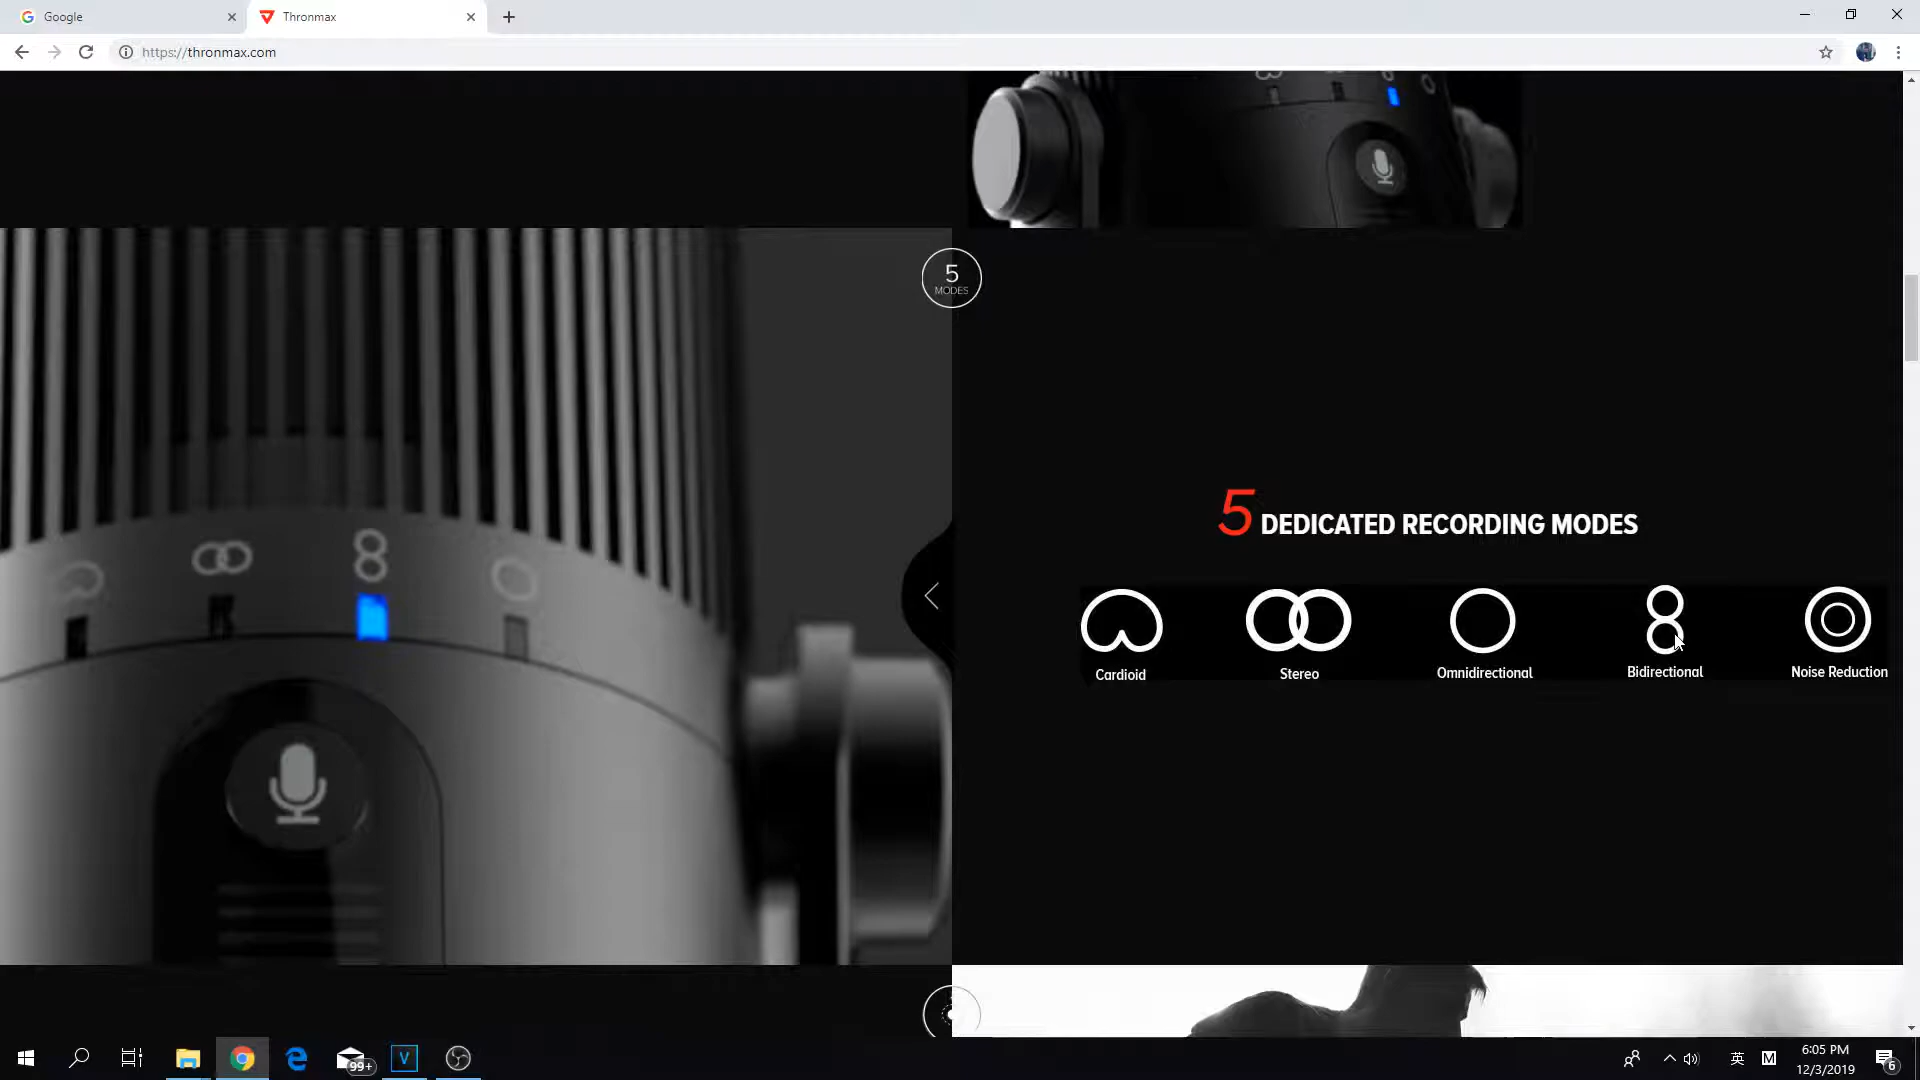 Google
Thronmax
https://thronmax.com
5
MODES
5 DEDICATED RECORDING MODES
Cardioid
Stereo
Omnidirectional
Bidirectional
Noise Reduction
99+
V
英
M
6:05 PM
12/3/2019
6